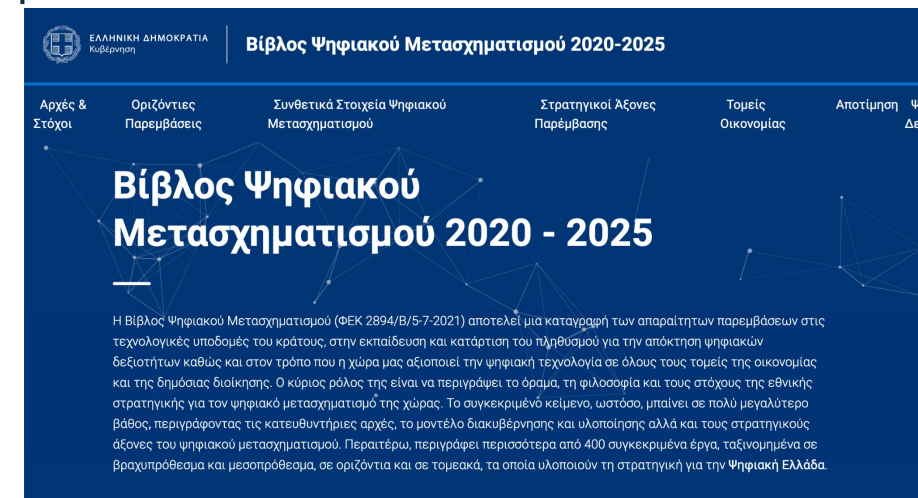 ΕΛΛΗΝΙΚΗ ΔΗΜΟΚΡΑΤΙΑ
Κυβέρνηση
Βίβλος Ψηφιακού Μετασχηματισμού 2020-2025
Αρχές &
Στόχοι
Οριζόντιες
Παρεμβάσεις
Συνθετικά Στοιχεία Ψηφιακού
Μετασχηματισμού
Στρατηγικοί Άξονες
Παρέμβασης
Τομείς
Οικονομίας
Αποτίμηση
Βίβλος Ψηφιακού
Μετασχηματισμού 2020 - 2025
Η Βίβλος Ψηφιακού Μετασχηματισμού (ΦΕΚ 2894/Β/5-7-2021) αποτελεί μια καταγραφή των απαραίτητων παρεμβάσεων στις
τεχνολογικές υποδομές του κράτους, στην εκπαίδευση και κατάρτιση του πληθυσμού για την απόκτηση ψηφιακών
δεξιοτήτων καθώς και στον τρόπο που η χώρα μας αξιοποιεί την ψηφιακή τεχνολογία σε όλους τους τομείς της οικονομίας
και της δημόσιας διοίκησης. Ο κύριος ρόλος της είναι να περιγράψει το όραμα, τη φιλοσοφία και τους στόχους της εθνικής
στρατηγικής για τον ψηφιακό μετασχηματισμό της χώρας. Το συγκεκριμένο κείμενο, ωστόσο, μπαίνει σε πολύ μεγαλύτερο
βάθος, περιγράφοντας τις κατευθυντήριες αρχές, το μοντέλο διακυβέρνησης και υλοποίησης αλλά και τους στρατηγικούς
άξονες του ψηφιακού μετασχηματισμού. Περαιτέρω, περιγράφει περισσότερα από 400 συγκεκριμένα έργα, ταξινομημένα σε
βραχυπρόθεσμα και μεσοπρόθεσμα, σε οριζόντια και σε τομεακά, τα οποία υλοποιούν τη στρατηγική για την Ψηφιακή Ελλάδα.